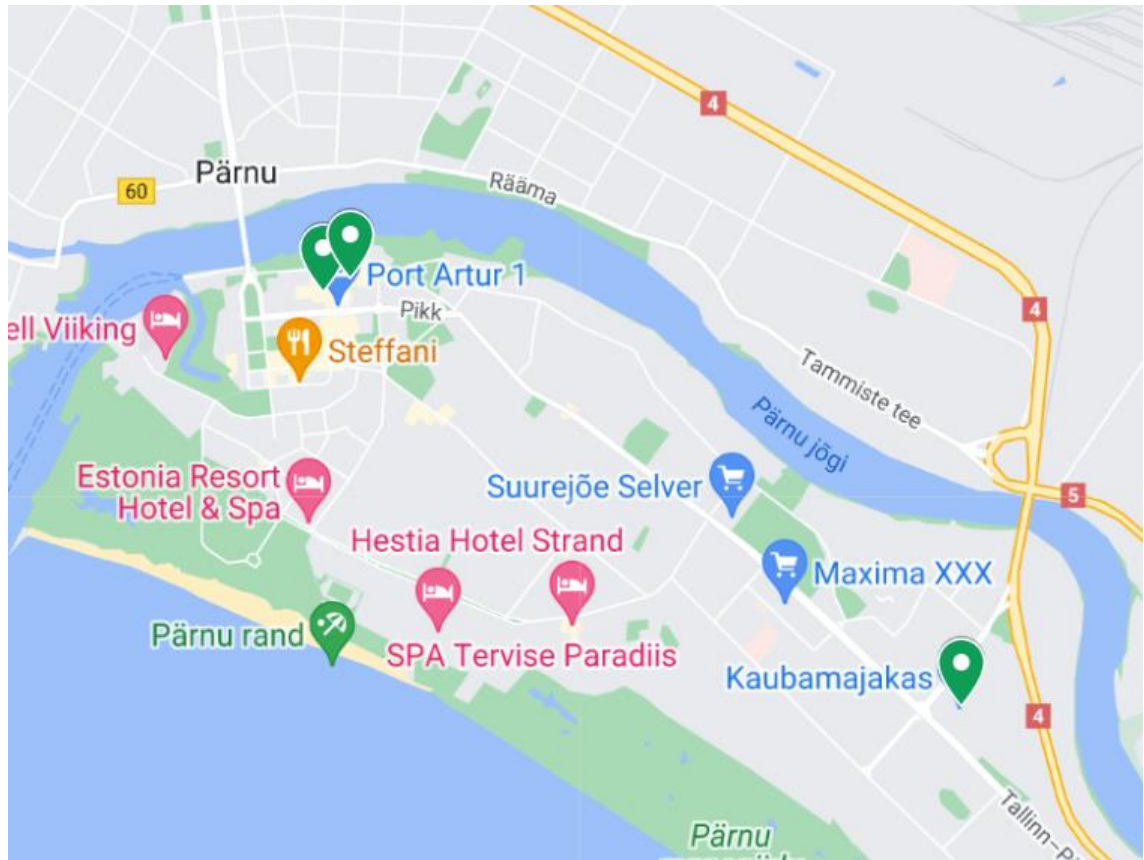 4
Rääma
Pärnu
60
Port Artur 1
Pikk
4
ell Viiking
Steffani
Tammiste tee
Pärnu jõgi
Estonia Resort
Hotel & Spa
Suurejõe Selver
5
Hestia Hotel Strand
Maxima XXX
Pärnu rand
SPA Tervise Paradiis
Kaubamajakas
4
Tallinn-P
Pärnu